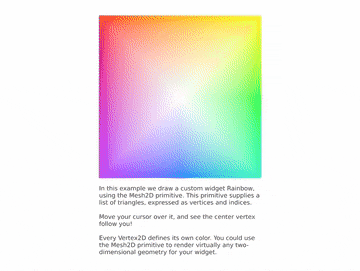 In this example we draw a custom widget Rainbow,
using the Mesh2D primitive. This primitive supplies a
list of triangles, expressed as vertices and indices.
Move your cursor over it, and see the center vertex
follow you!
Every Vertex2D defines its own color. You could use
the Mesh2D primitive to render virtually any two-
dimensional geometry for your widget.